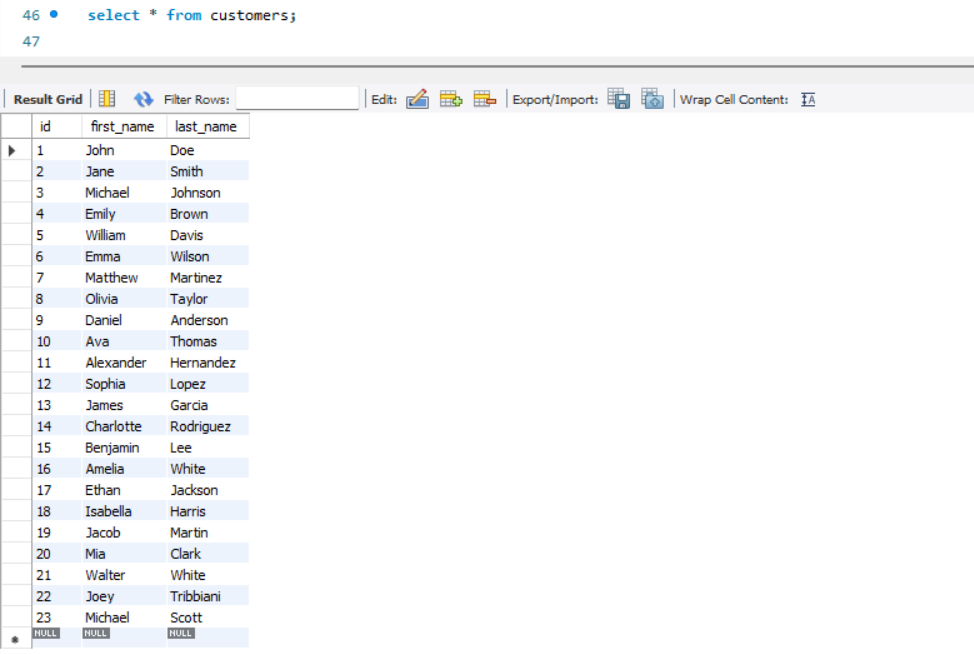 46 select * from customers;
47
Result Grid Filter Rows: Edit: Export/Import: Wrap Cell Content: IA
id first_name last_name
1 John Doe
2 Jane Smith
3 Michael Johnson
4 Emily Brown
5 William Davis
6 Emma Wilson
7 Matthew Martinez
8 Olivia Taylor
9 Daniel Anderson
10 Ava Thomas
11 Alexander Hernandez
12 Sophia Lopez
13 James Garcia
14 Charlotte Rodriguez
15 Benjamin Lee
16 Amelia White
17 Ethan Jackson
18 Isabella Harris
19 Jacob Martin
20 Mia Clark
21 Walter White
22 Joey Tribbiani
23 Michael Scott
NULL NULL NULL